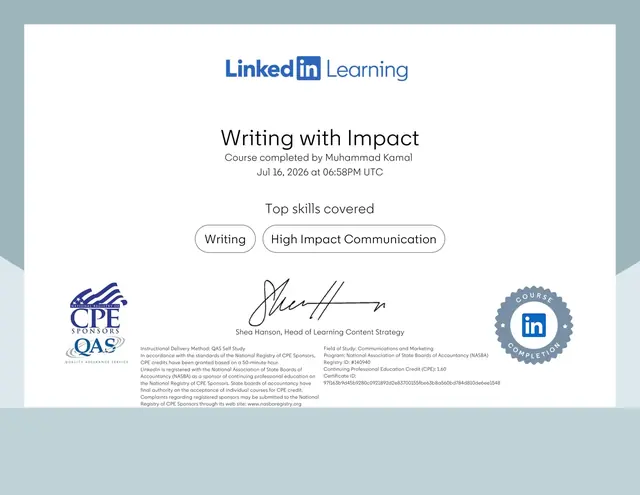 LinkedIn Learning
Writing with Impact
Course completed by Muhammad Kamal
Jul 16, 2026 at 06:58PM UTC
Top skills covered
Writing
High Impact Communication
Shea Hanson, Head of Learning Content Strategy
NATIONAL REGISTRY OF
CPE
SPONSORS
QAS
QUALITY ASSURANCE SERVICE
Instructional Delivery Method: QAS Self Study
In accordance with the standards of the National Registry of CPE Sponsors,
CPE credits have been granted based on a 50-minute hour.
LinkedIn is registered with the National Association of State Boards of
Accountancy (NASBA) as a sponsor of continuing professional education on
the National Registry of CPE Sponsors. State boards of accountancy have
final authority on the acceptance of individual courses for CPE credit.
Complaints regarding registered sponsors may be submitted to the National
Registry of CPE Sponsors through its web site: www.nasbaregistry.org
Field of Study: Communications and Marketing
Program: National Association of State Boards of Accountancy (NASBA)
Registry ID: #140940
Continuing Professional Education Credit (CPE): 1.60
Certificate ID:
COURSE
in
COMPLETION